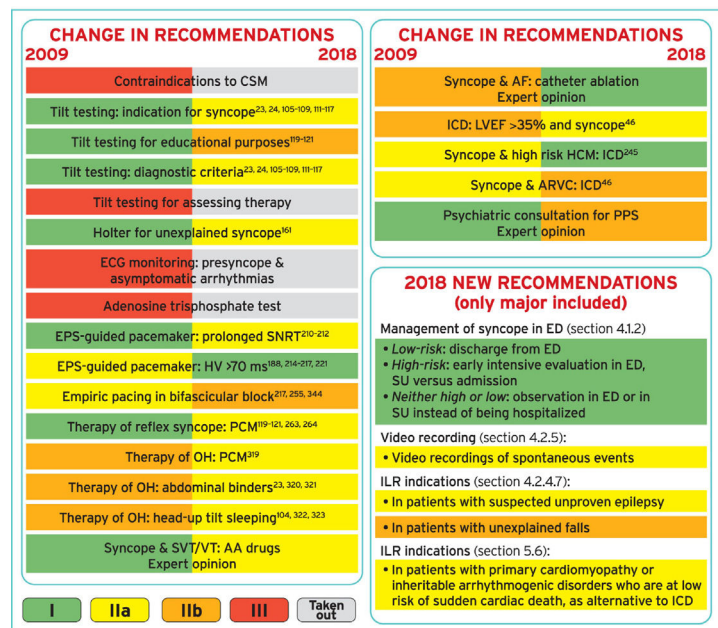 CHANGE IN RECOMMENDATIONS
2009 2018
Contraindications to CSM
Tilt testing: indication for syncope23, 24, 105-109, 111-117
Tilt testing for educational purposes119-121
Tilt testing: diagnostic criteria23, 24, 105-109, 111-117
Tilt testing for assessing therapy
Holter for unexplained syncope161
ECG monitoring: presyncope &
asymptomatic arrhythmias
Adenosine trisphosphate test
EPS-guided pacemaker: prolonged SNRT210-212
EPS-guided pacemaker: HV >70 ms188, 214-217, 221
Empiric pacing in bifascicular block217, 255, 344
Therapy of reflex syncope: PCM119-121, 263, 264
Therapy of OH: PCM319
Therapy of OH: abdominal binders23, 320, 321
Therapy of OH: head-up tilt sleeping104, 322, 323
Syncope & SVT/VT: AA drugs
Expert opinion
I
IIa
IIb
III
Taken
out
CHANGE IN RECOMMENDATIONS
2009 2018
Syncope & AF: catheter ablation
Expert opinion
ICD: LVEF >35% and syncope46
Syncope & high risk HCM: ICD245
Syncope & ARVC: ICD46
Psychiatric consultation for PPS
Expert opinion
2018 NEW RECOMMENDATIONS
(only major included)
Management of syncope in ED (section 4.1.2)
• Low-risk: discharge from ED
• High-risk: early intensive evaluation in ED,
SU versus admission
• Neither high or low: observation in ED or in
SU instead of being hospitalized
Video recording (section 4.2.5):
• Video recordings of spontaneous events
ILR indications (section 4.2.4.7):
• In patients with suspected unproven epilepsy
• In patients with unexplained falls
ILR indications (section 5.6):
• In patients with primary cardiomyopathy or
inheritable arrhythmogenic disorders who are at low
risk of sudden cardiac death, as alternative to ICD